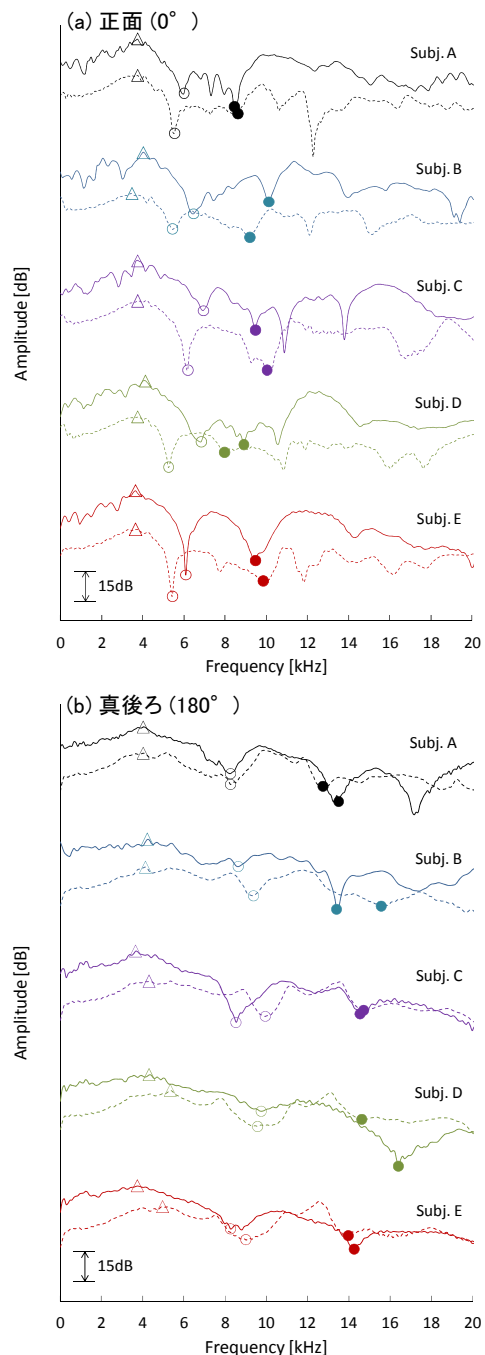 (a) 正面 (0°)
Subj. A
Subj. B
Subj. C
Subj. D
Subj. E
15dB
Amplitude [dB]
0 2 4 6 8 10 12 14 16 18 20
Frequency [kHz]
(b) 真後ろ (180°)
Subj. A
Subj. B
Subj. C
Subj. D
Subj. E
15dB
Amplitude [dB]
0 2 4 6 8 10 12 14 16 18 20
Frequency [kHz]